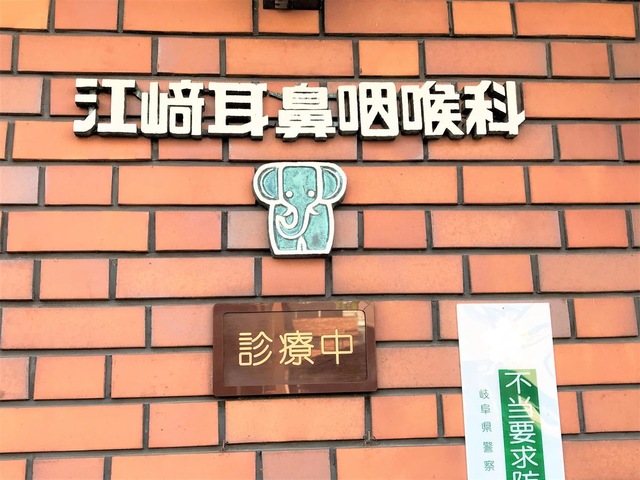 江﨑耳鼻咽喉科
診療中
不当要求防
岐阜県警察